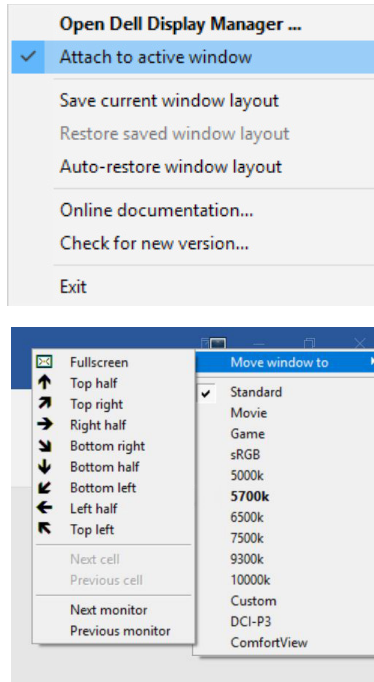 Open Dell Display Manager ...
Attach to active window
Save current window layout
Restore saved window layout
Auto-restore window layout
Online documentation...
Check for new version...
Exit
Fullscreen
Top half
Top right
Right half
Bottom right
Bottom half
Bottom left
Left half
Top left
Next cell
Previous cell
Next monitor
Previous monitor
Move window to
Standard
Movie
Game
sRGB
5000k
5700k
6500k
7500k
9300k
10000k
Custom
DCI-P3
ComfortView